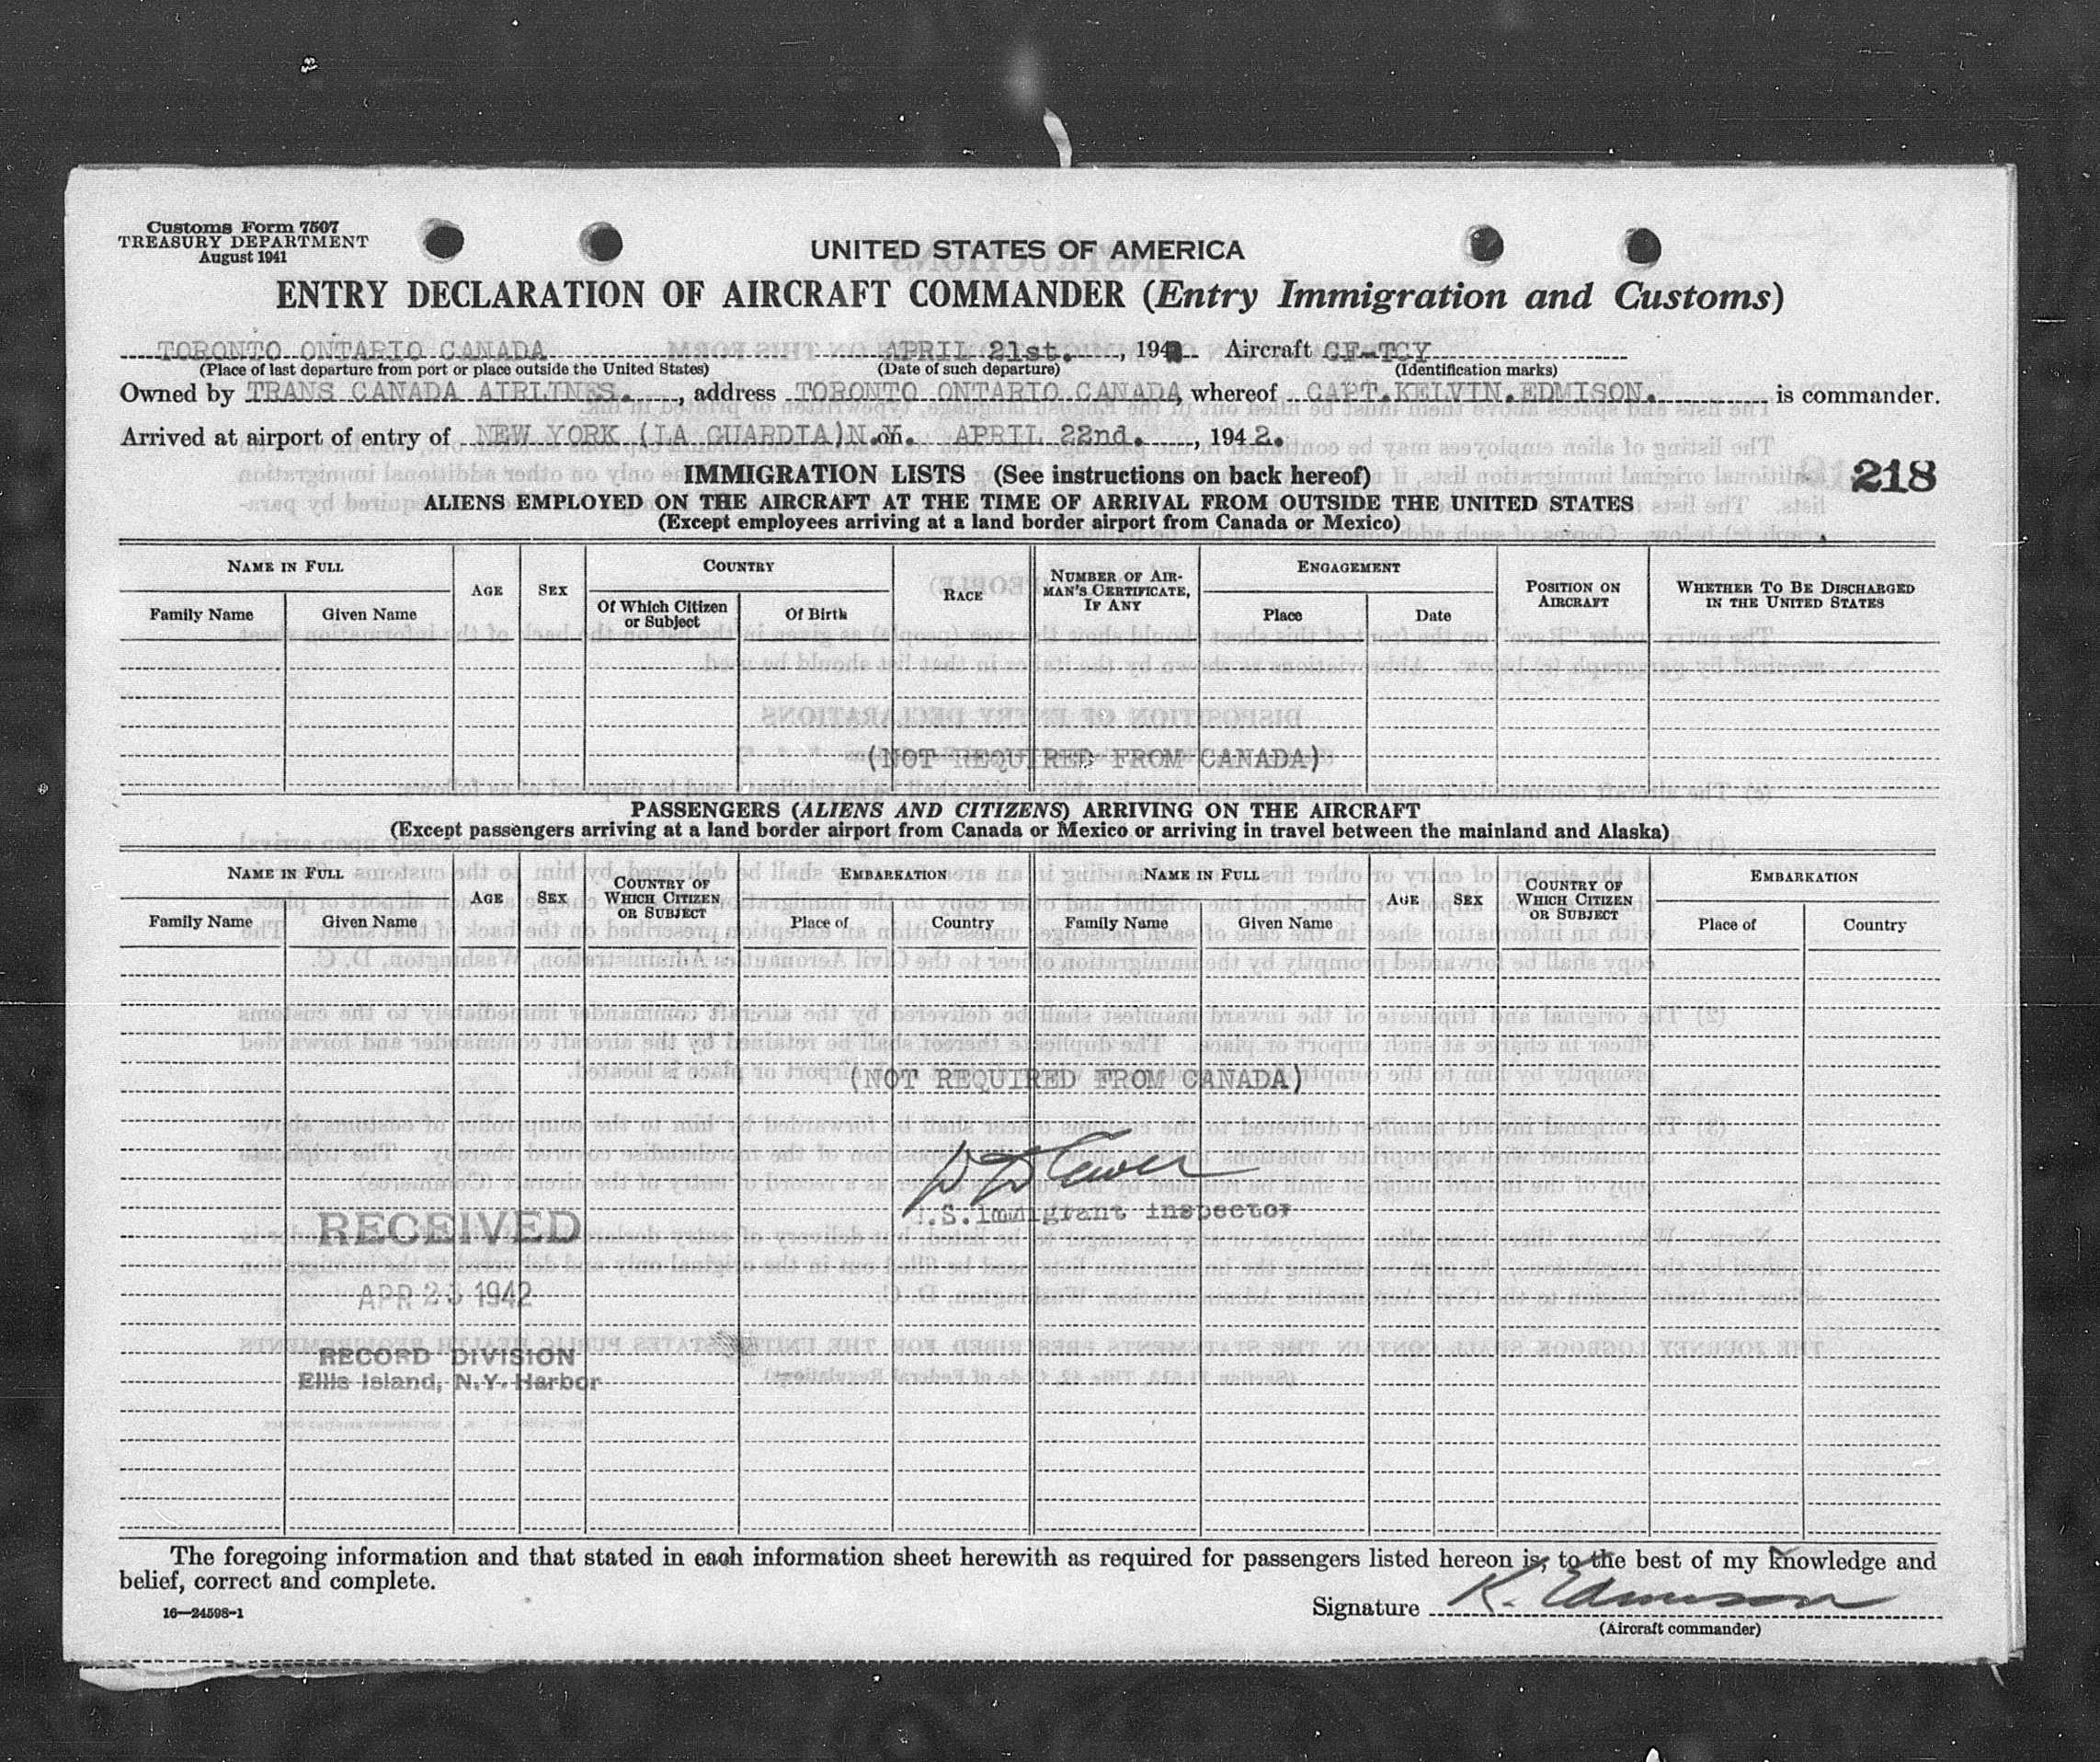 Customs Form 7507
TREASURY DEPARTMENT
August 1941
UNITED STATES OF AMERICA
ENTRY DECLARATION OF AIRCRAFT COMMANDER (Entry Immigration and Customs)
TORONTO ONTARIO CANADA APRIL 21st. , 194 Aircraft CF-TCY
(Place of last departure from port or place outside the United States) (Date of such departure) (Identification marks)
Owned by TRANS CANADA AIRLINES. , address TORONTO ONTARIO CANADA, whereof CAPT.KELVIN.EDMISON. is commander.
Arrived at airport of entry of NEW YORK (LA GUARDIA)N.Y. on APRIL 22nd. , 1942.
IMMIGRATION LISTS (See instructions on back hereof)
218
ALIENS EMPLOYED ON THE AIRCRAFT AT THE TIME OF ARRIVAL FROM OUTSIDE THE UNITED STATES
(Except employees arriving at a land border airport from Canada or Mexico)
NAME IN FULL AGE SEX COUNTRY RACE NUMBER OF AIRMAN'S CERTIFICATE, IF ANY ENGAGEMENT POSITION ON AIRCRAFT WHETHER TO BE DISCHARGED IN THE UNITED STATES
Family Name Given Name Of Which Citizen or Subject Of Birth Place Date
(NOT REQUIRED FROM CANADA)
PASSENGERS (ALIENS AND CITIZENS) ARRIVING ON THE AIRCRAFT
(Except passengers arriving at a land border airport from Canada or Mexico or arriving in travel between the mainland and Alaska)
NAME IN FULL AGE SEX COUNTRY OF WHICH CITIZEN OR SUBJECT EMBARKATION NAME IN FULL AGE SEX COUNTRY OF WHICH CITIZEN OR SUBJECT EMBARKATION
Family Name Given Name Place of Country Family Name Given Name Place of Country
(NOT REQUIRED FROM CANADA)
.S.Immigrant Inspector
RECEIVED
APR 23 1942
RECORD DIVISION
Ellis Island, N.Y. Harbor
The foregoing information and that stated in each information sheet herewith as required for passengers listed hereon is, to the best of my knowledge and
belief, correct and complete.
16—24598-1
Signature K. Edmison
(Aircraft commander)